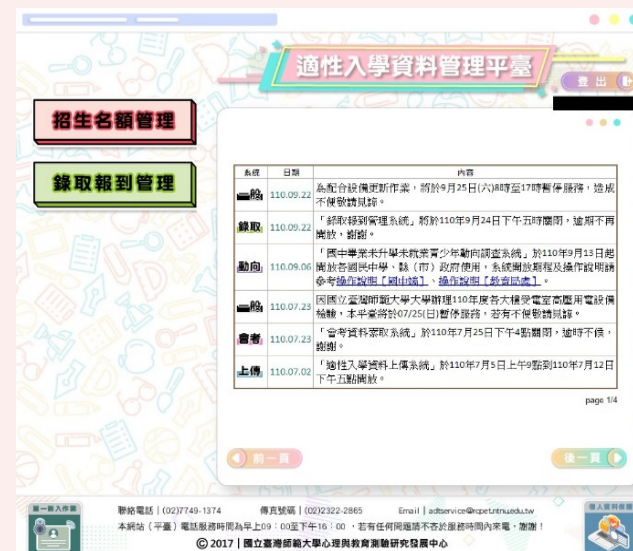 適性入學資料管理平臺
登出
招生名額管理
錄取報到管理
系統 日期 內容
一般 110.09.22 為配合設備更新作業，將於9月25日(六)8時至17時暫停服務，造成
不便敬請見諒。
錄取 110.09.22 「錄取報到管理系統」將於110年9月24日下午五時關閉，逾期不再
開放，謝謝。
動向 110.09.06 「國中畢業未升學未就業青少年動向調查系統」於110年9月13日起
開放各國民中學、縣（市）政府使用，系統開放期程及操作說明請
參考操作說明［國中端］、操作說明［教育局處］。
一般 110.07.23 因國立臺灣師範大學大學辦理110年度各大樓受電室高壓用電設備
檢驗，本平臺將於07/25(日)暫停服務，若有不便敬請見諒。
會考 110.07.23 「會考資料索取系統」於110年7月25日下午4點關閉，逾時不候，
謝謝。
上傳 110.07.02 「適性入學資料上傳系統」於110年7月5日上午9點到110年7月12日
下午五點開放。
page 1/4
前一頁 後一頁
第一次入作業
聯絡電話｜(02)7749-1374 傳真號碼｜(02)2322-2865 Email｜adtservice@rcpet.ntnu.edu.tw
本網站（平臺）電話服務時間為早上09：00至下午16：00，若有任何問題請不吝於服務時間內來電，謝謝！
© 2017｜國立臺灣師範大學心理與教育測驗研究發展中心
個人資料保護